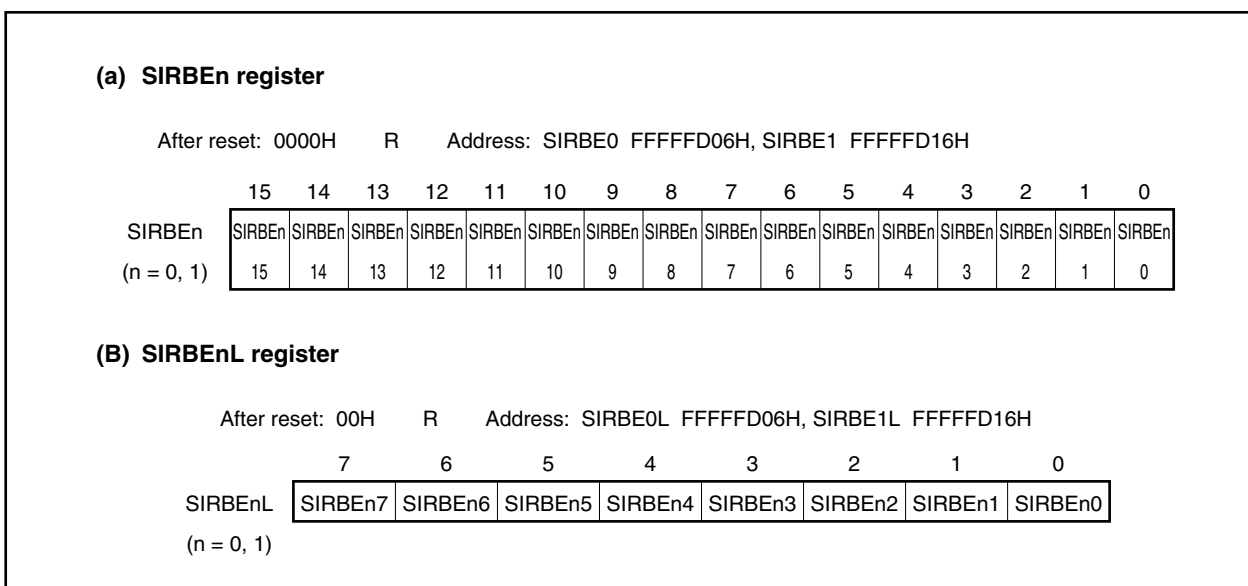 (a) SIRBEn register
After reset: 0000H R Address: SIRBE0 FFFFFD06H, SIRBE1 FFFFFD16H
15 14 13 12 11 10 9 8 7 6 5 4 3 2 1 0
SIRBEn SIRBEn SIRBEn SIRBEn SIRBEn SIRBEn SIRBEn SIRBEn SIRBEn SIRBEn SIRBEn SIRBEn SIRBEn SIRBEn SIRBEn SIRBEn SIRBEn
(n = 0, 1) 15 14 13 12 11 10 9 8 7 6 5 4 3 2 1 0
(B) SIRBEnL register
After reset: 00H R Address: SIRBE0L FFFFFD06H, SIRBE1L FFFFFD16H
7 6 5 4 3 2 1 0
SIRBEnL SIRBEn7 SIRBEn6 SIRBEn5 SIRBEn4 SIRBEn3 SIRBEn2 SIRBEn1 SIRBEn0
(n = 0, 1)